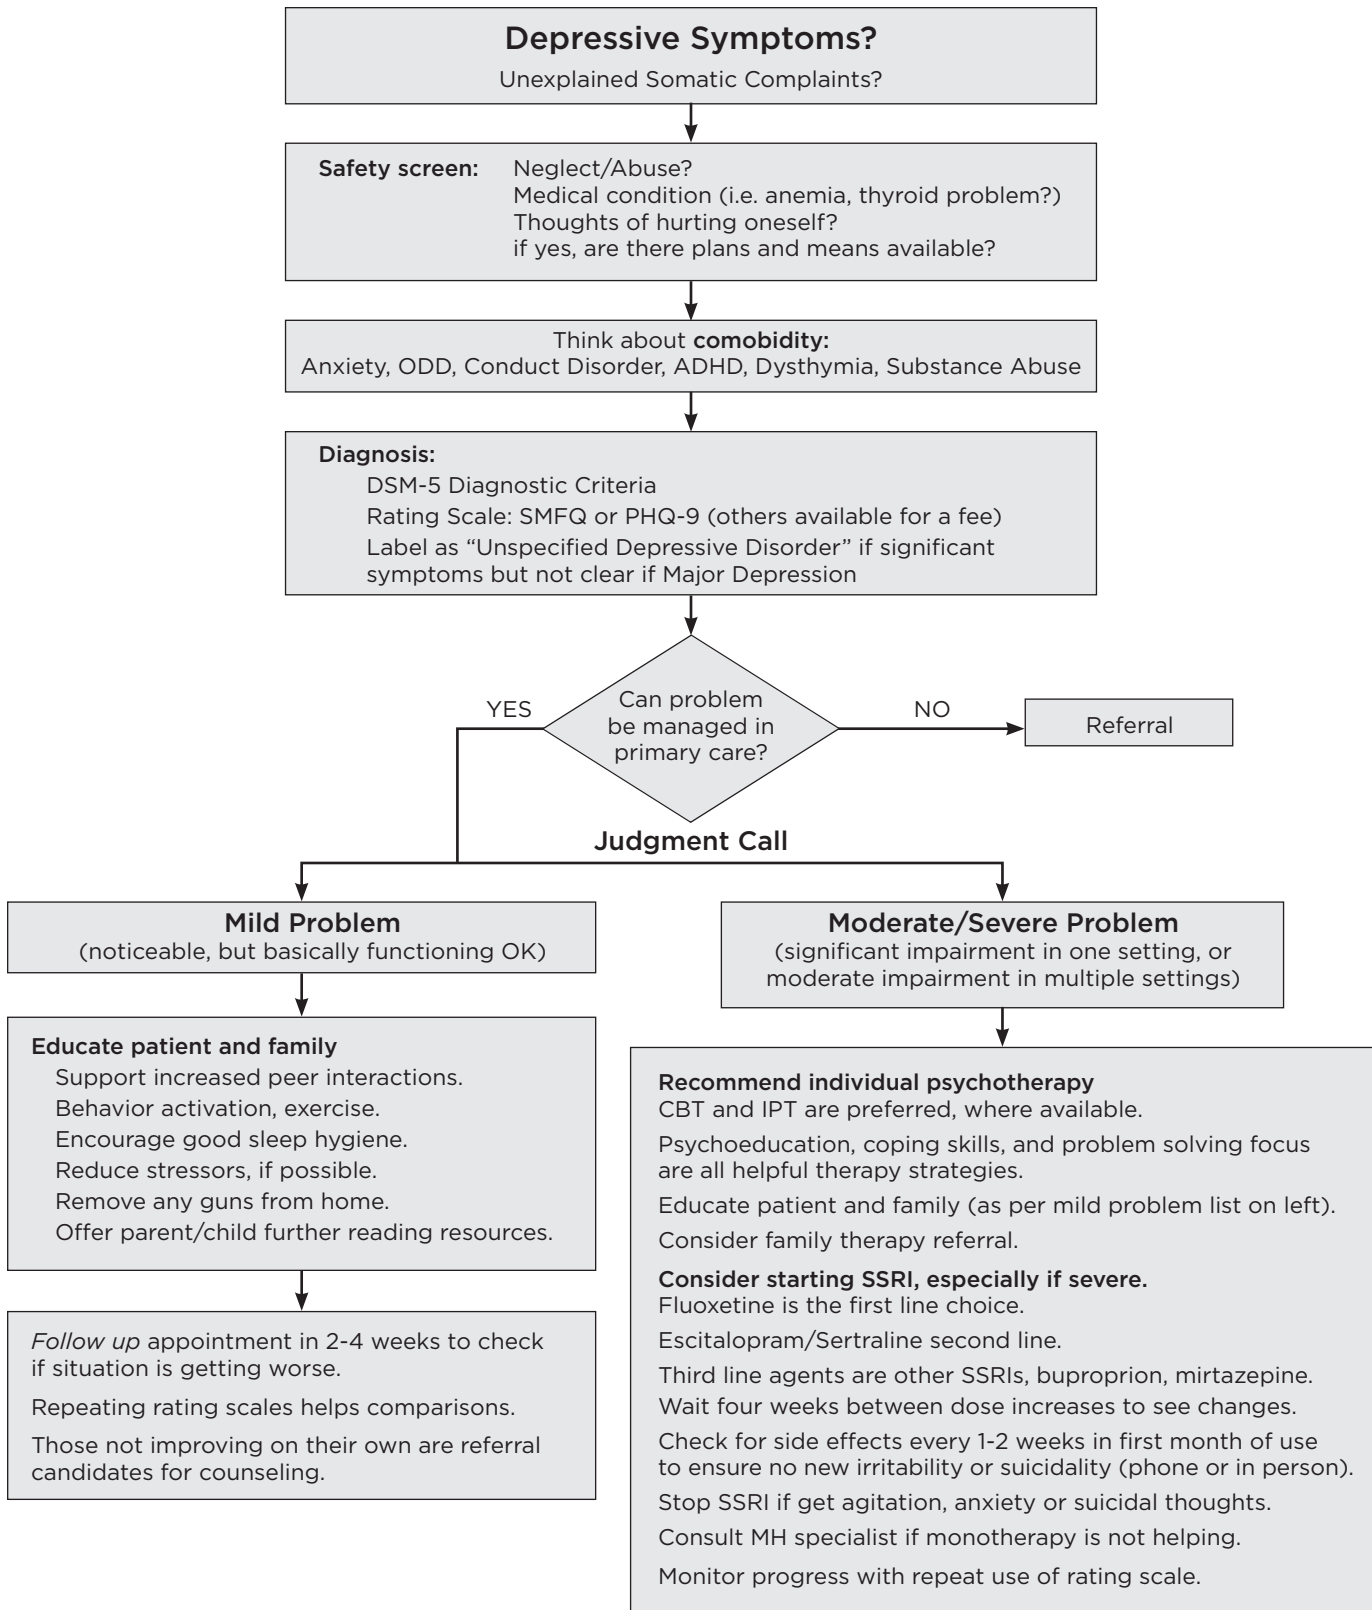 Depressive Symptoms?
Unexplained Somatic Complaints?
Safety screen: Neglect/Abuse?
Medical condition (i.e. anemia, thyroid problem?)
Thoughts of hurting oneself?
if yes, are there plans and means available?
Think about comobidity:
Anxiety, ODD, Conduct Disorder, ADHD, Dysthymia, Substance Abuse
Diagnosis:
DSM-5 Diagnostic Criteria
Rating Scale: SMFQ or PHQ-9 (others available for a fee)
Label as “Unspecified Depressive Disorder” if significant
symptoms but not clear if Major Depression
Can problem
be managed in
primary care?
YES
NO
Referral
Judgment Call
Mild Problem
(noticeable, but basically functioning OK)
Educate patient and family
Support increased peer interactions.
Behavior activation, exercise.
Encourage good sleep hygiene.
Reduce stressors, if possible.
Remove any guns from home.
Offer parent/child further reading resources.
Follow up appointment in 2-4 weeks to check
if situation is getting worse.
Repeating rating scales helps comparisons.
Those not improving on their own are referral
candidates for counseling.
Moderate/Severe Problem
(significant impairment in one setting, or
moderate impairment in multiple settings)
Recommend individual psychotherapy
CBT and IPT are preferred, where available.
Psychoeducation, coping skills, and problem solving focus
are all helpful therapy strategies.
Educate patient and family (as per mild problem list on left).
Consider family therapy referral.
Consider starting SSRI, especially if severe.
Fluoxetine is the first line choice.
Escitalopram/Sertraline second line.
Third line agents are other SSRIs, buproprion, mirtazepine.
Wait four weeks between dose increases to see changes.
Check for side effects every 1-2 weeks in first month of use
to ensure no new irritability or suicidality (phone or in person).
Stop SSRI if get agitation, anxiety or suicidal thoughts.
Consult MH specialist if monotherapy is not helping.
Monitor progress with repeat use of rating scale.